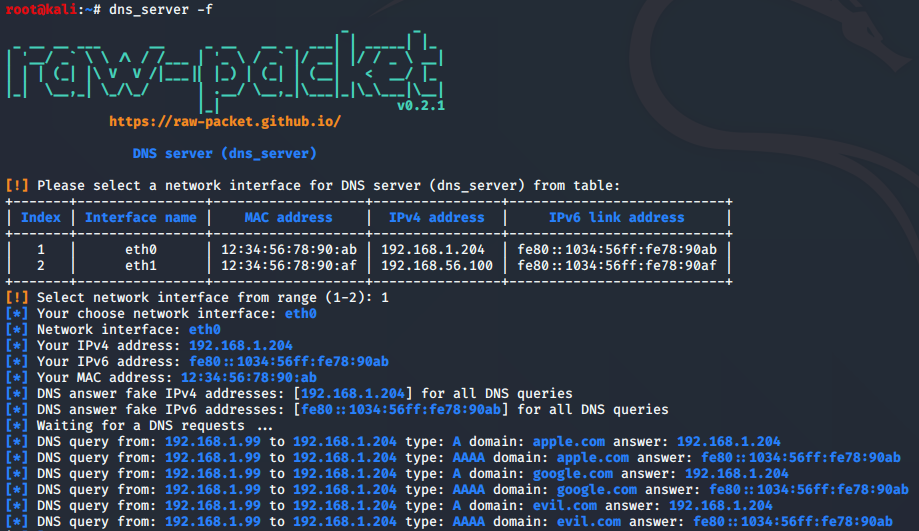 root@kali:~# dns_server -f
raw-packet
v0.2.1
https://raw-packet.github.io/
DNS server (dns_server)
[!] Please select a network interface for DNS server (dns_server) from table:
Index | Interface name | MAC address | IPv4 address | IPv6 link address
1 | eth0 | 12:34:56:78:90:ab | 192.168.1.204 | fe80::1034:56ff:fe78:90ab
2 | eth1 | 12:34:56:78:90:af | 192.168.56.100 | fe80::1034:56ff:fe78:90af
[!] Select network interface from range (1-2): 1
[*] Your choose network interface: eth0
[*] Network interface: eth0
[*] Your IPv4 address: 192.168.1.204
[*] Your IPv6 address: fe80::1034:56ff:fe78:90ab
[*] Your MAC address: 12:34:56:78:90:ab
[*] DNS answer fake IPv4 addresses: [192.168.1.204] for all DNS queries
[*] DNS answer fake IPv6 addresses: [fe80::1034:56ff:fe78:90ab] for all DNS queries
[*] Waiting for a DNS requests ...
[*] DNS query from: 192.168.1.99 to 192.168.1.204 type: A domain: apple.com answer: 192.168.1.204
[*] DNS query from: 192.168.1.99 to 192.168.1.204 type: AAAA domain: apple.com answer: fe80::1034:56ff:fe78:90ab
[*] DNS query from: 192.168.1.99 to 192.168.1.204 type: A domain: google.com answer: 192.168.1.204
[*] DNS query from: 192.168.1.99 to 192.168.1.204 type: AAAA domain: google.com answer: fe80::1034:56ff:fe78:90ab
[*] DNS query from: 192.168.1.99 to 192.168.1.204 type: A domain: evil.com answer: 192.168.1.204
[*] DNS query from: 192.168.1.99 to 192.168.1.204 type: AAAA domain: evil.com answer: fe80::1034:56ff:fe78:90ab